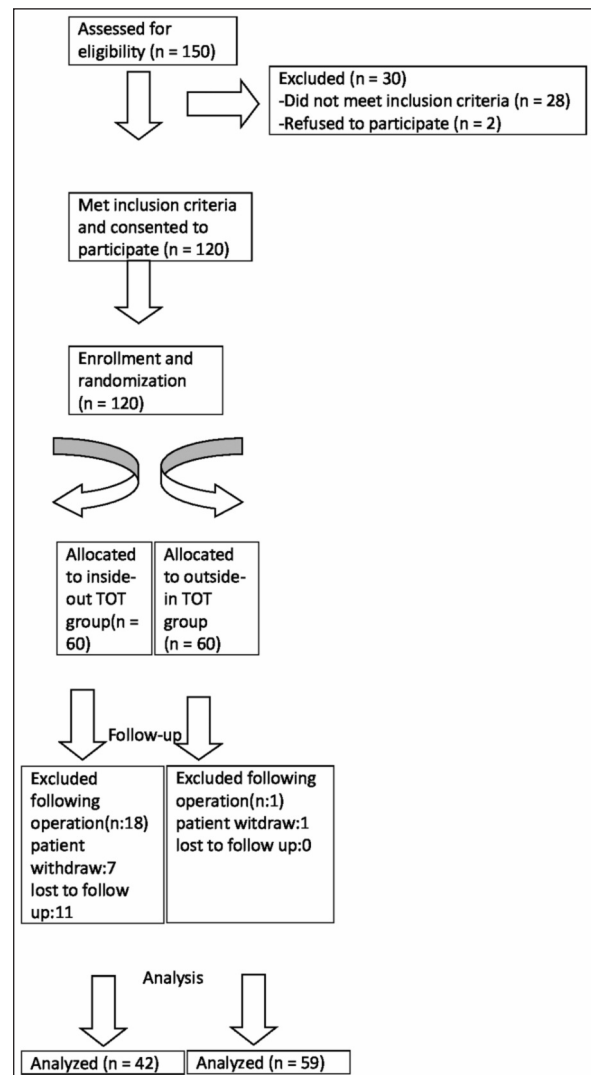 Assessed for
eligibility (n = 150)
Excluded (n = 30)
-Did not meet inclusion criteria (n = 28)
-Refused to participate (n = 2)
Met inclusion criteria
and consented to
participate (n = 120)
Enrollment and
randomization
(n = 120)
Allocated
to inside-
out TOT
group(n =
60)
Allocated
to outside-
in TOT
group
(n = 60)
Follow-up
Excluded
following
operation(n:18)
patient
withdraw:7
lost to follow
up:11
Excluded following
operation(n:1)
patient witdraw:1
lost to follow up:0
Analysis
Analyzed (n = 42)
Analyzed (n = 59)